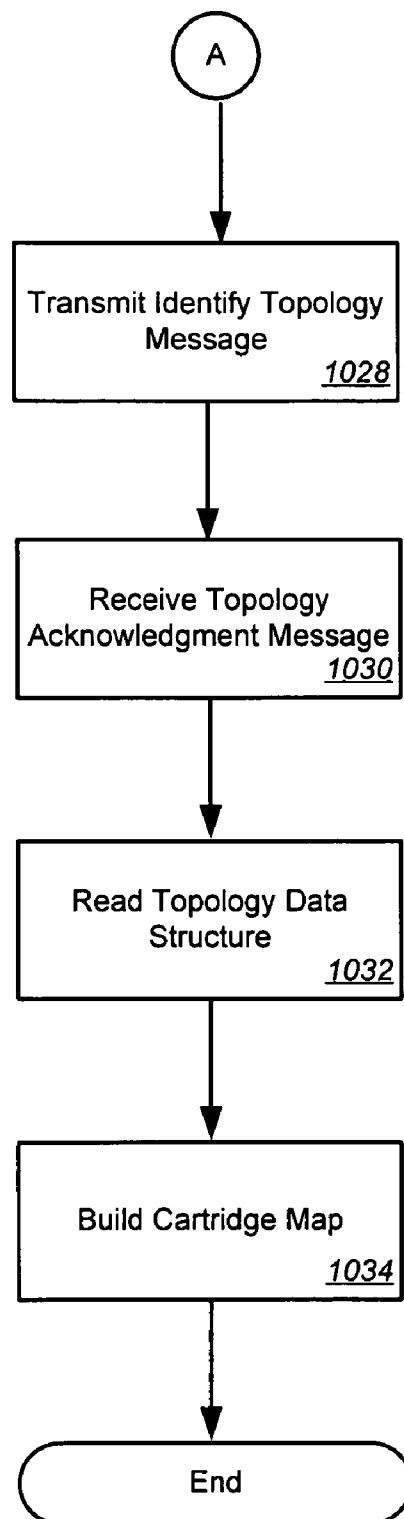 A
Transmit Identify Topology
Message
1028
Receive Topology
Acknowledgment Message
1030
Read Topology Data
Structure
1032
Build Cartridge Map
1034
End